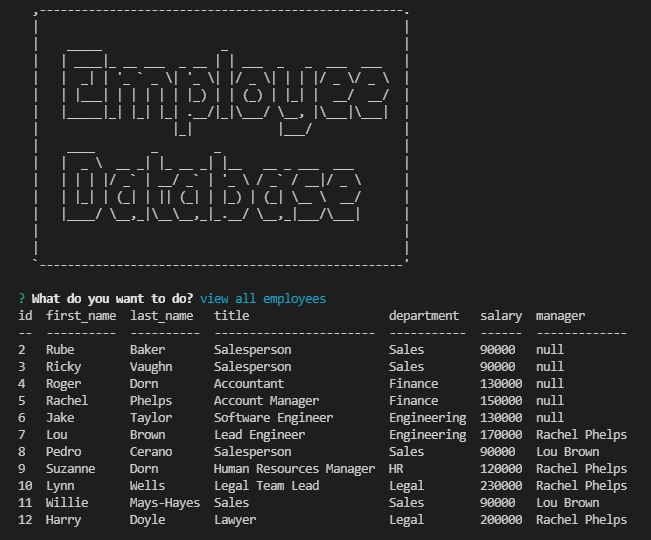 Employee
Database
? What do you want to do? view all employees
id  first_name  last_name   title                    department   salary  manager
--  ----------  ----------  -----------------------  -----------  ------  -------------
2   Rube        Baker       Salesperson              Sales        90000   null
3   Ricky       Vaughn      Salesperson              Sales        90000   null
4   Roger       Dorn        Accountant               Finance      130000  null
5   Rachel      Phelps      Account Manager          Finance      150000  null
6   Jake        Taylor      Software Engineer        Engineering  130000  null
7   Lou         Brown       Lead Engineer            Engineering  170000  Rachel Phelps
8   Pedro       Cerano      Salesperson              Sales        90000   Lou Brown
9   Suzanne     Dorn        Human Resources Manager  HR           120000  Rachel Phelps
10  Lynn        Wells       Legal Team Lead          Legal        230000  Rachel Phelps
11  Willie      Mays-Hayes  Sales                    Sales        90000   Lou Brown
12  Harry       Doyle       Lawyer                   Legal        200000  Rachel Phelps